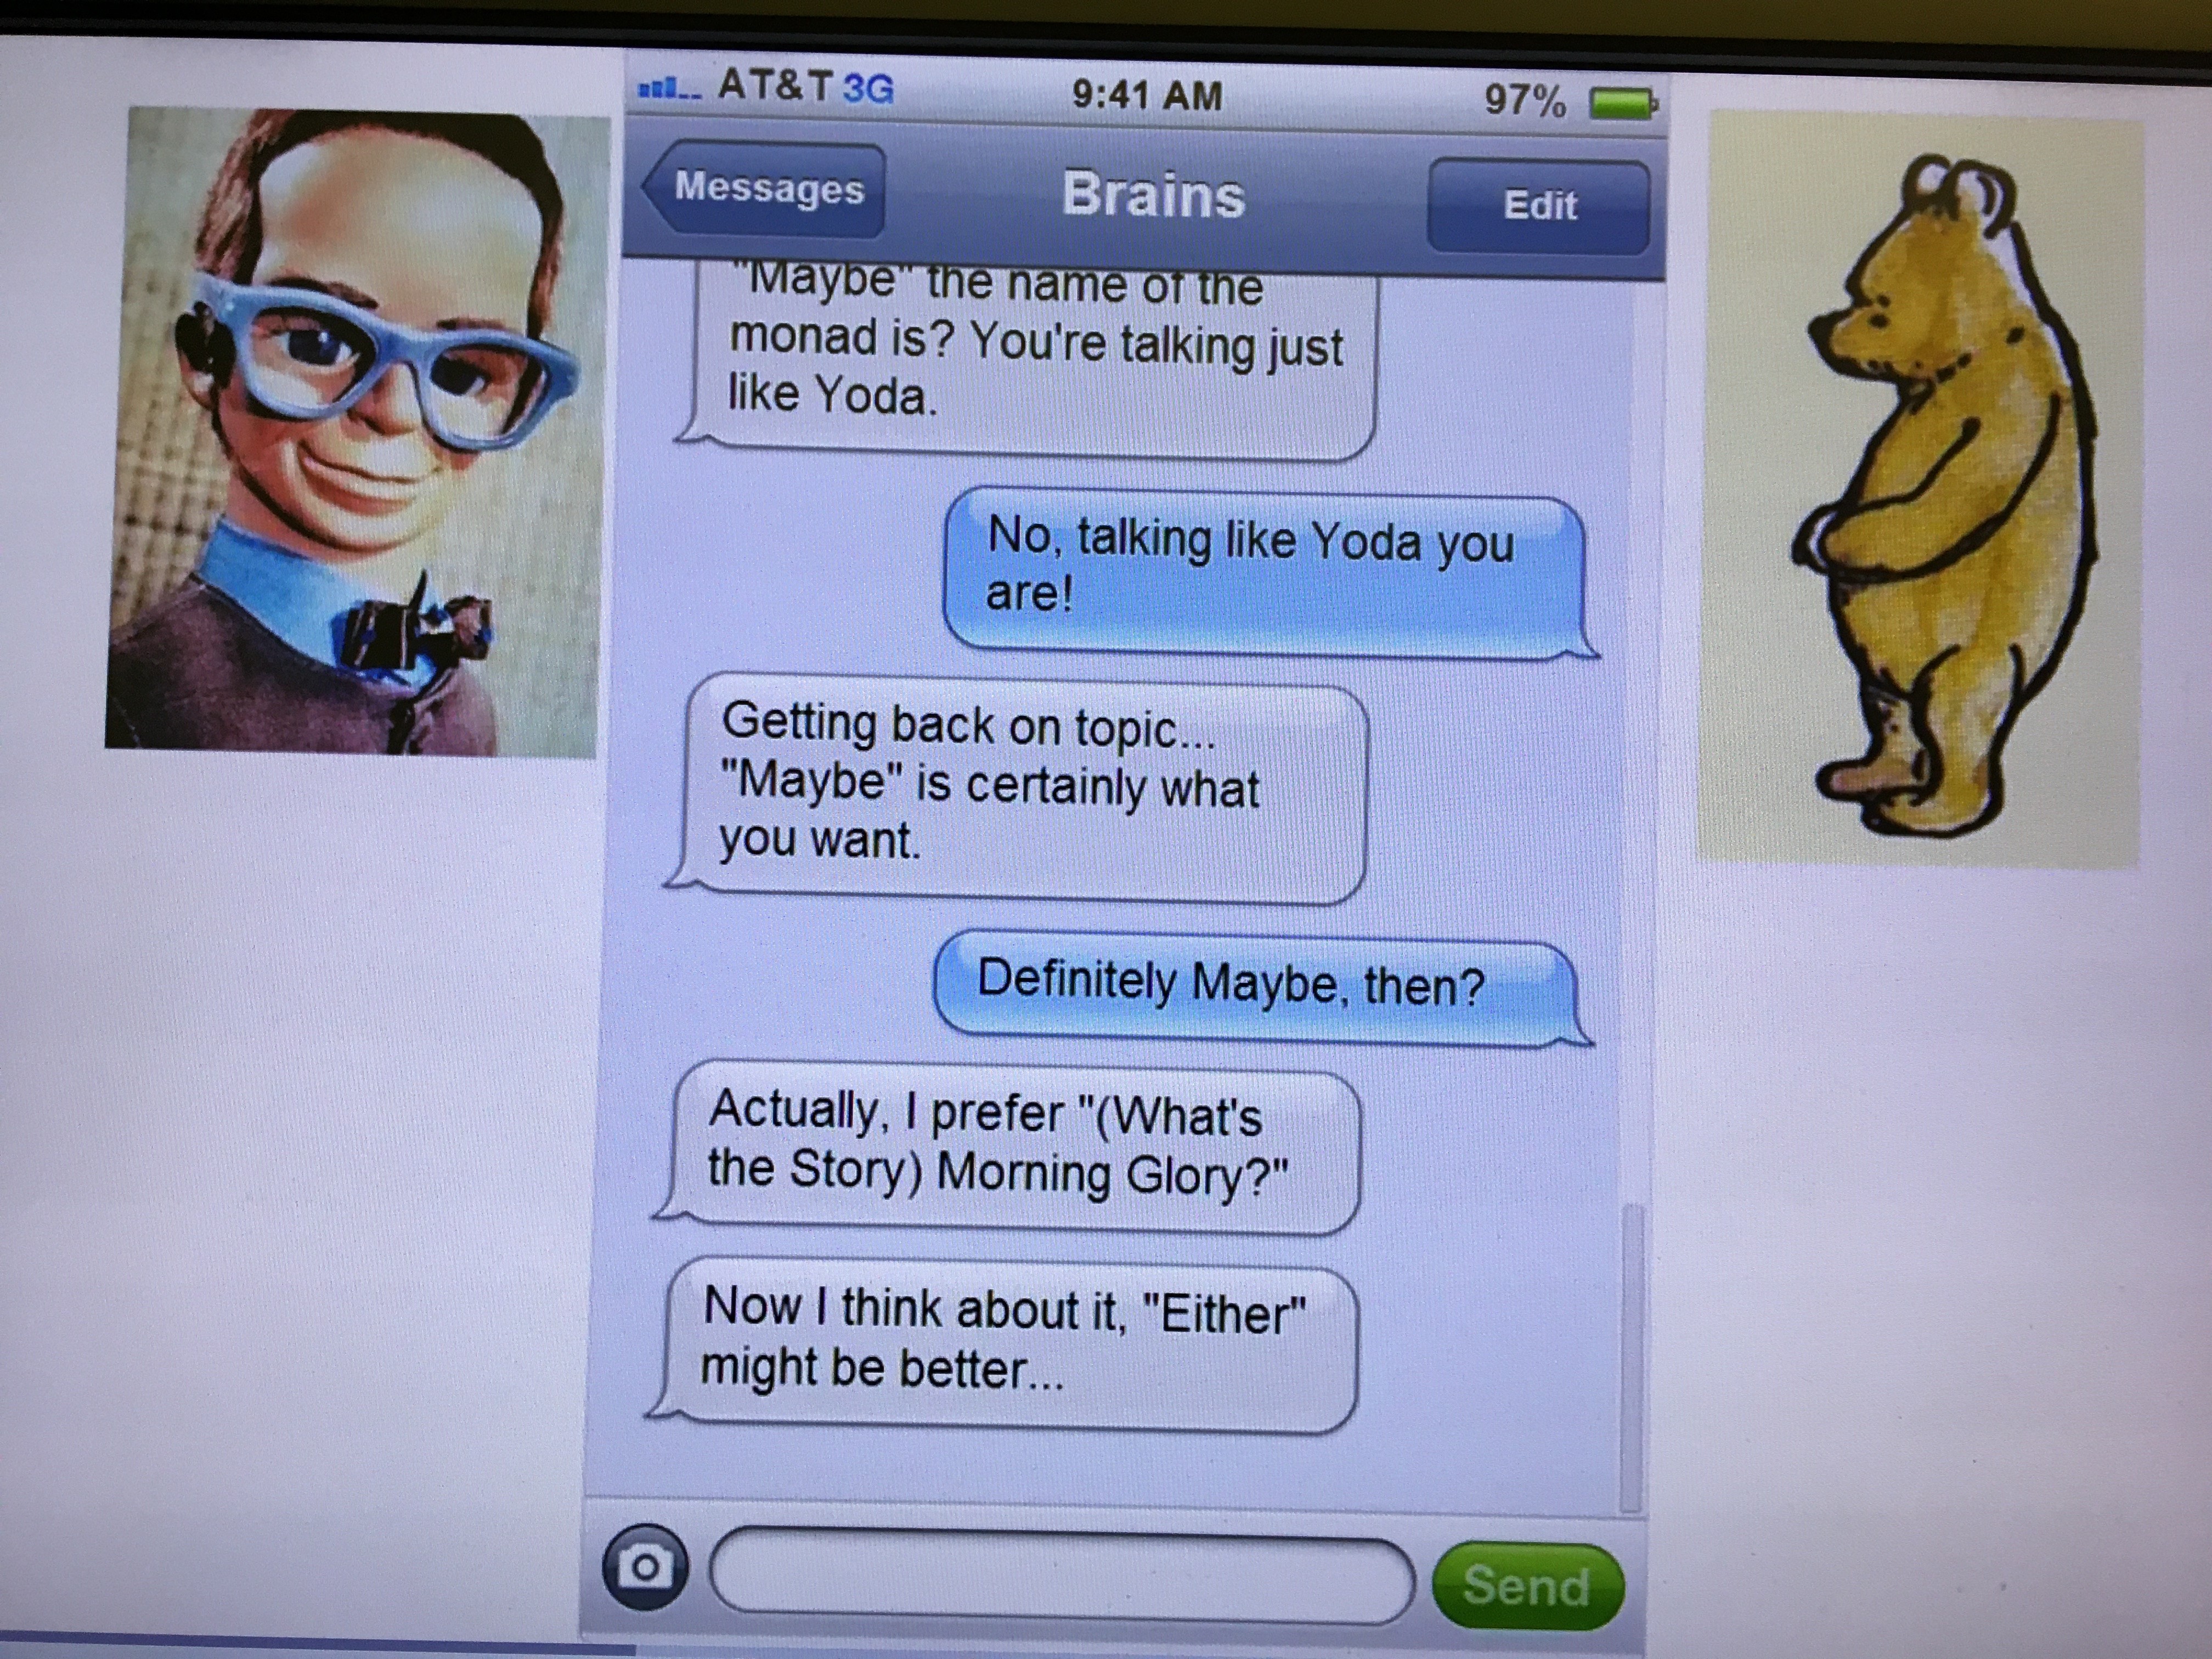 AT&T 3G 9:41 AM 97%
Messages Brains Edit
"Maybe" the name of the
monad is? You're talking just
like Yoda.
No, talking like Yoda you
are!
Getting back on topic...
"Maybe" is certainly what
you want.
Definitely Maybe, then?
Actually, I prefer "(What's
the Story) Morning Glory?"
Now I think about it, "Either"
might be better...
Send